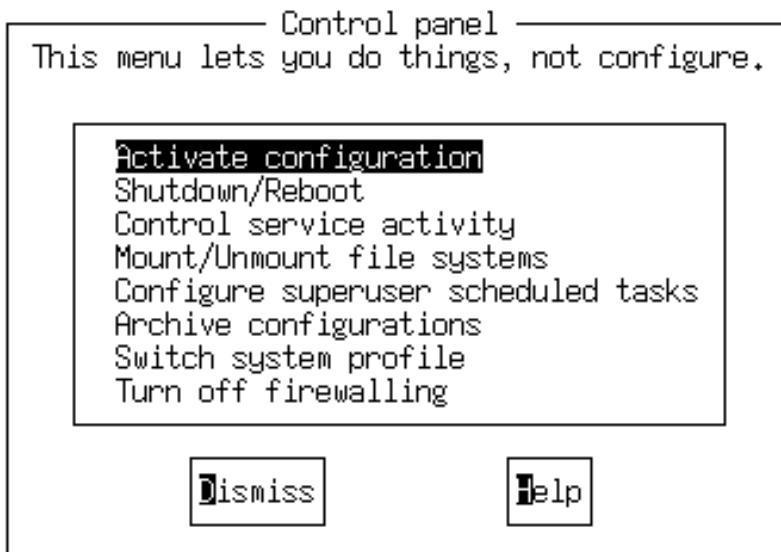 Control panel
This menu lets you do things, not configure.
Activate configuration
Shutdown/Reboot
Control service activity
Mount/Unmount file systems
Configure superuser scheduled tasks
Archive configurations
Switch system profile
Turn off firewalling
Dismiss
Help